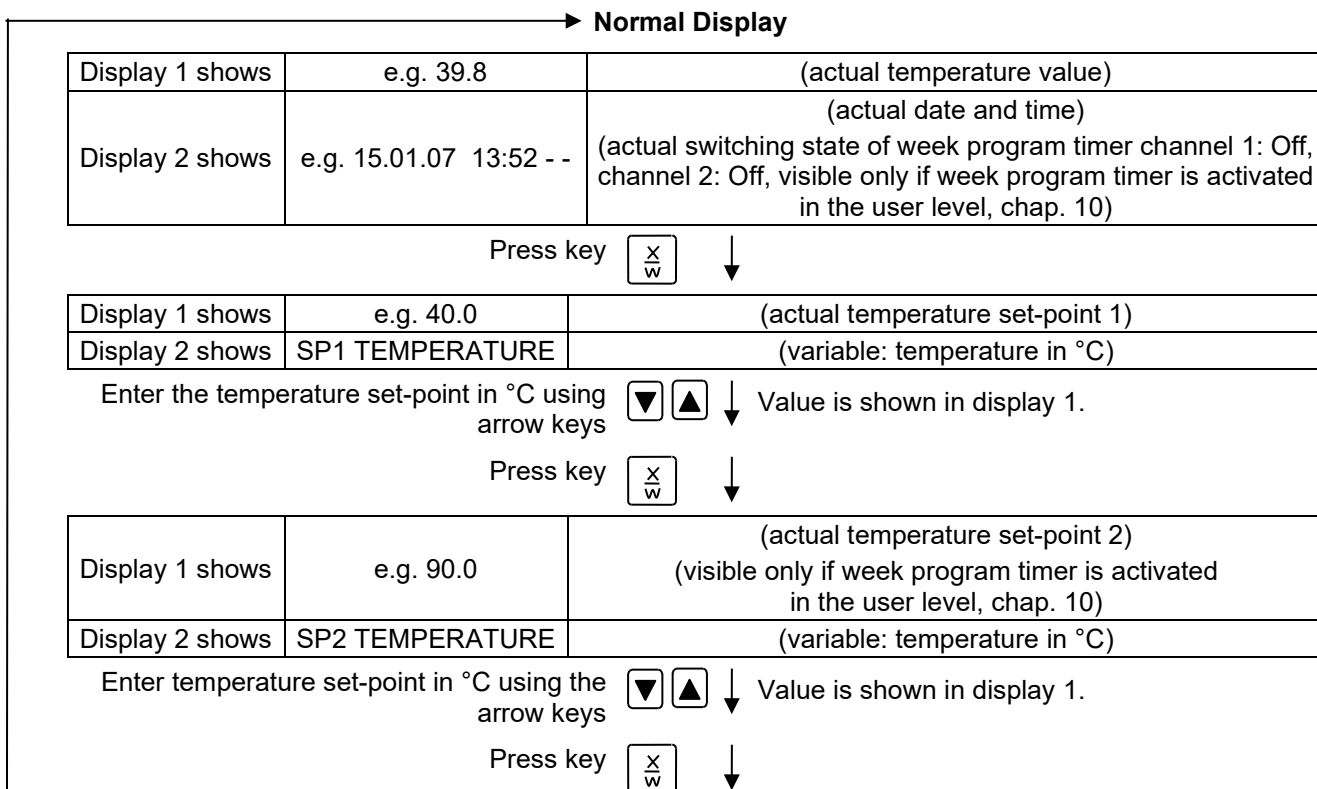 Normal Display
Display 1 shows e.g. 39.8 (actual temperature value)
(actual date and time)
Display 2 shows e.g. 15.01.07 13:52 - - (actual switching state of week program timer channel 1: Off,
channel 2: Off, visible only if week program timer is activated
in the user level, chap. 10)
Press key x/w
Display 1 shows e.g. 40.0 (actual temperature set-point 1)
Display 2 shows SP1 TEMPERATURE (variable: temperature in °C)
Enter the temperature set-point in °C using ▼ ▲ Value is shown in display 1.
arrow keys
Press key x/w
(actual temperature set-point 2)
Display 1 shows e.g. 90.0 (visible only if week program timer is activated
in the user level, chap. 10)
Display 2 shows SP2 TEMPERATURE (variable: temperature in °C)
Enter temperature set-point in °C using the ▼ ▲ Value is shown in display 1.
arrow keys
Press key x/w